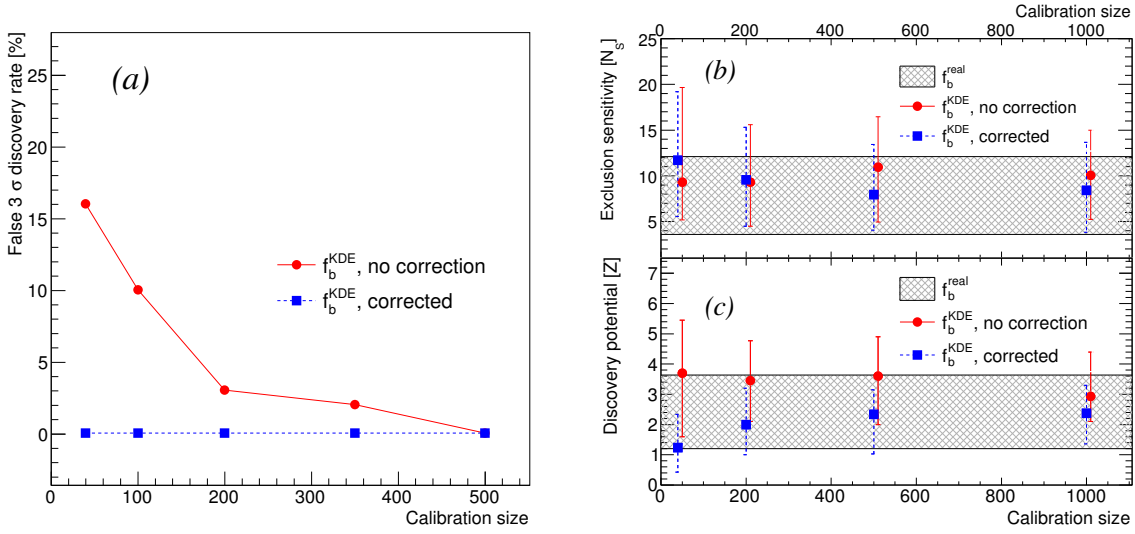 False 3 σ discovery rate [%]
25
20
15
10
5
0
(a)
f_b^KDE, no correction
f_b^KDE, corrected
0 100 200 300 400 500
Calibration size
Calibration size
0 200 400 600 800 1000
Exclusion sensitivity [N_s]
25
20
15
10
5
(b)
f_b^real
f_b^KDE, no correction
f_b^KDE, corrected
Discovery potential [Z]
7
6
5
4
3
2
1
0
(c)
f_b^real
f_b^KDE, no correction
f_b^KDE, corrected
0 200 400 600 800 1000
Calibration size